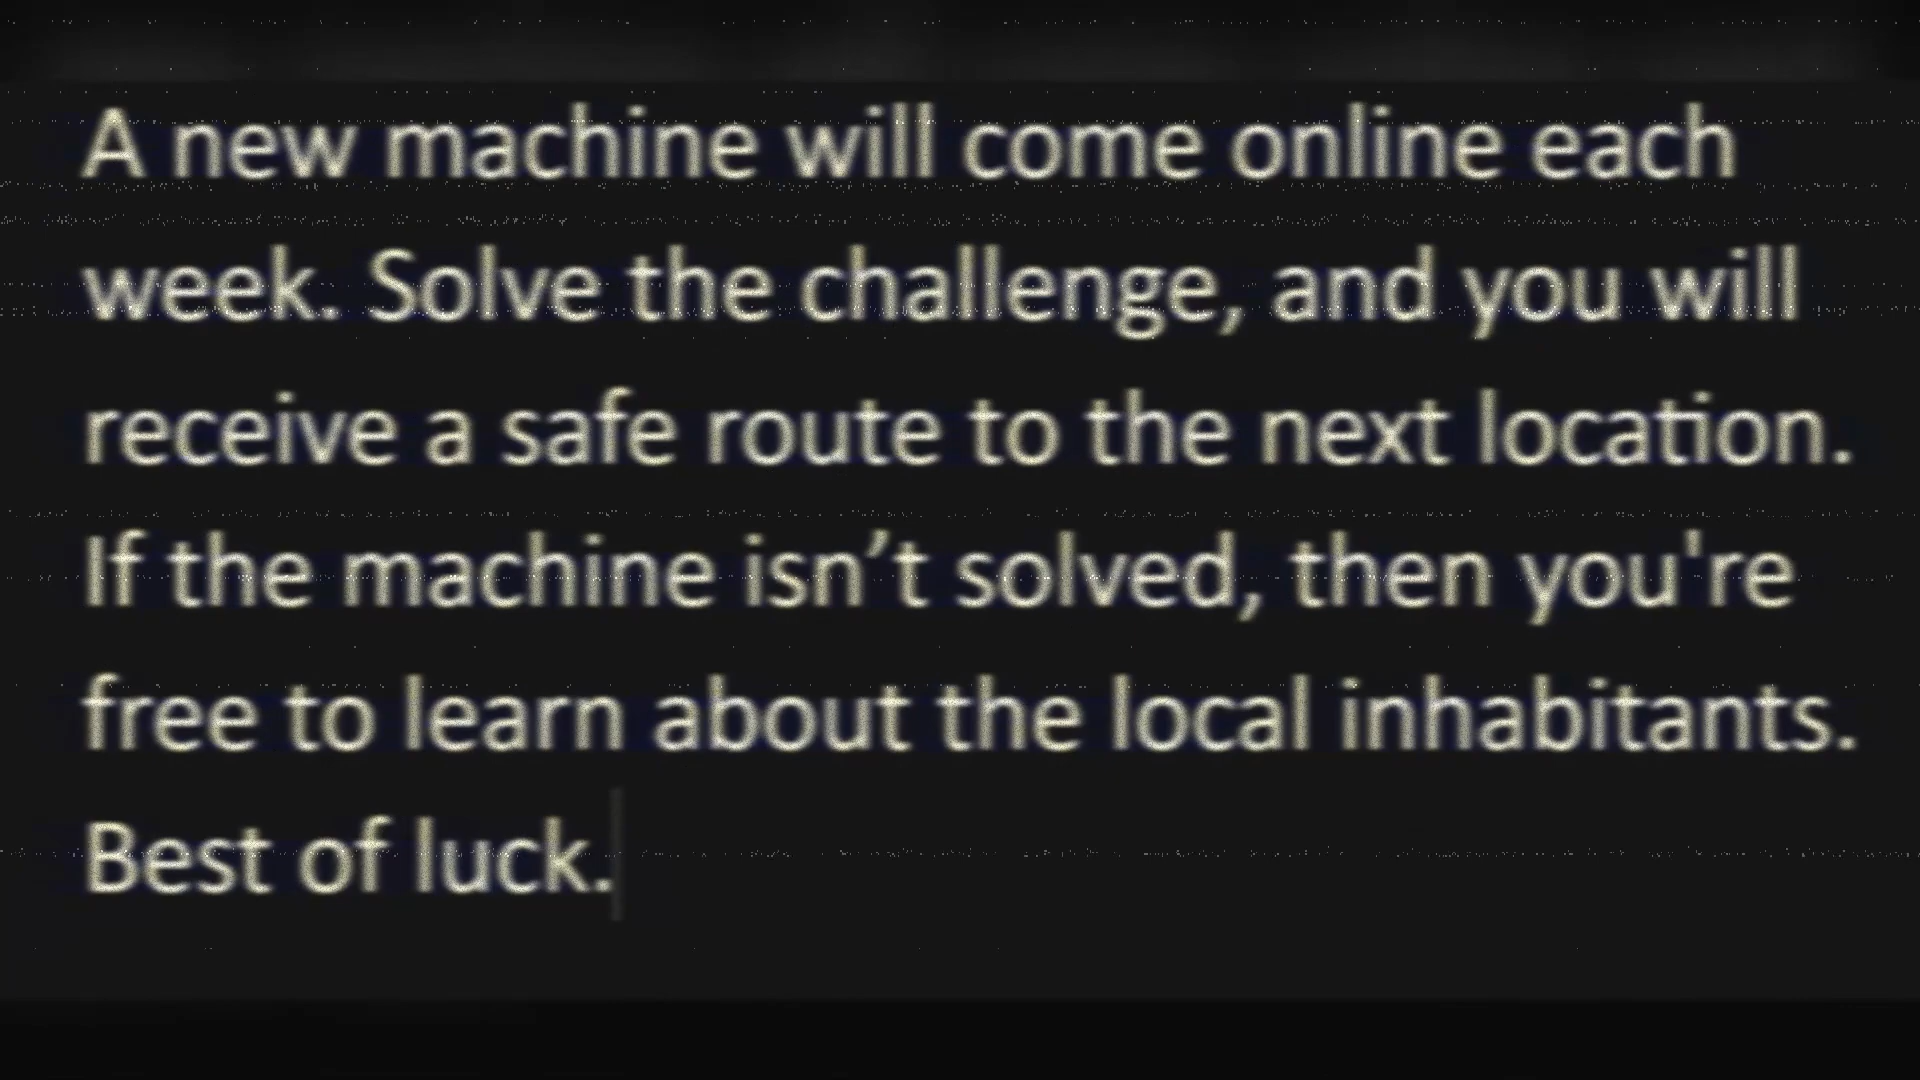 A new machine will come online each
week. Solve the challenge, and you will
receive a safe route to the next location.
If the machine isn’t solved, then you're
free to learn about the local inhabitants.
Best of luck.